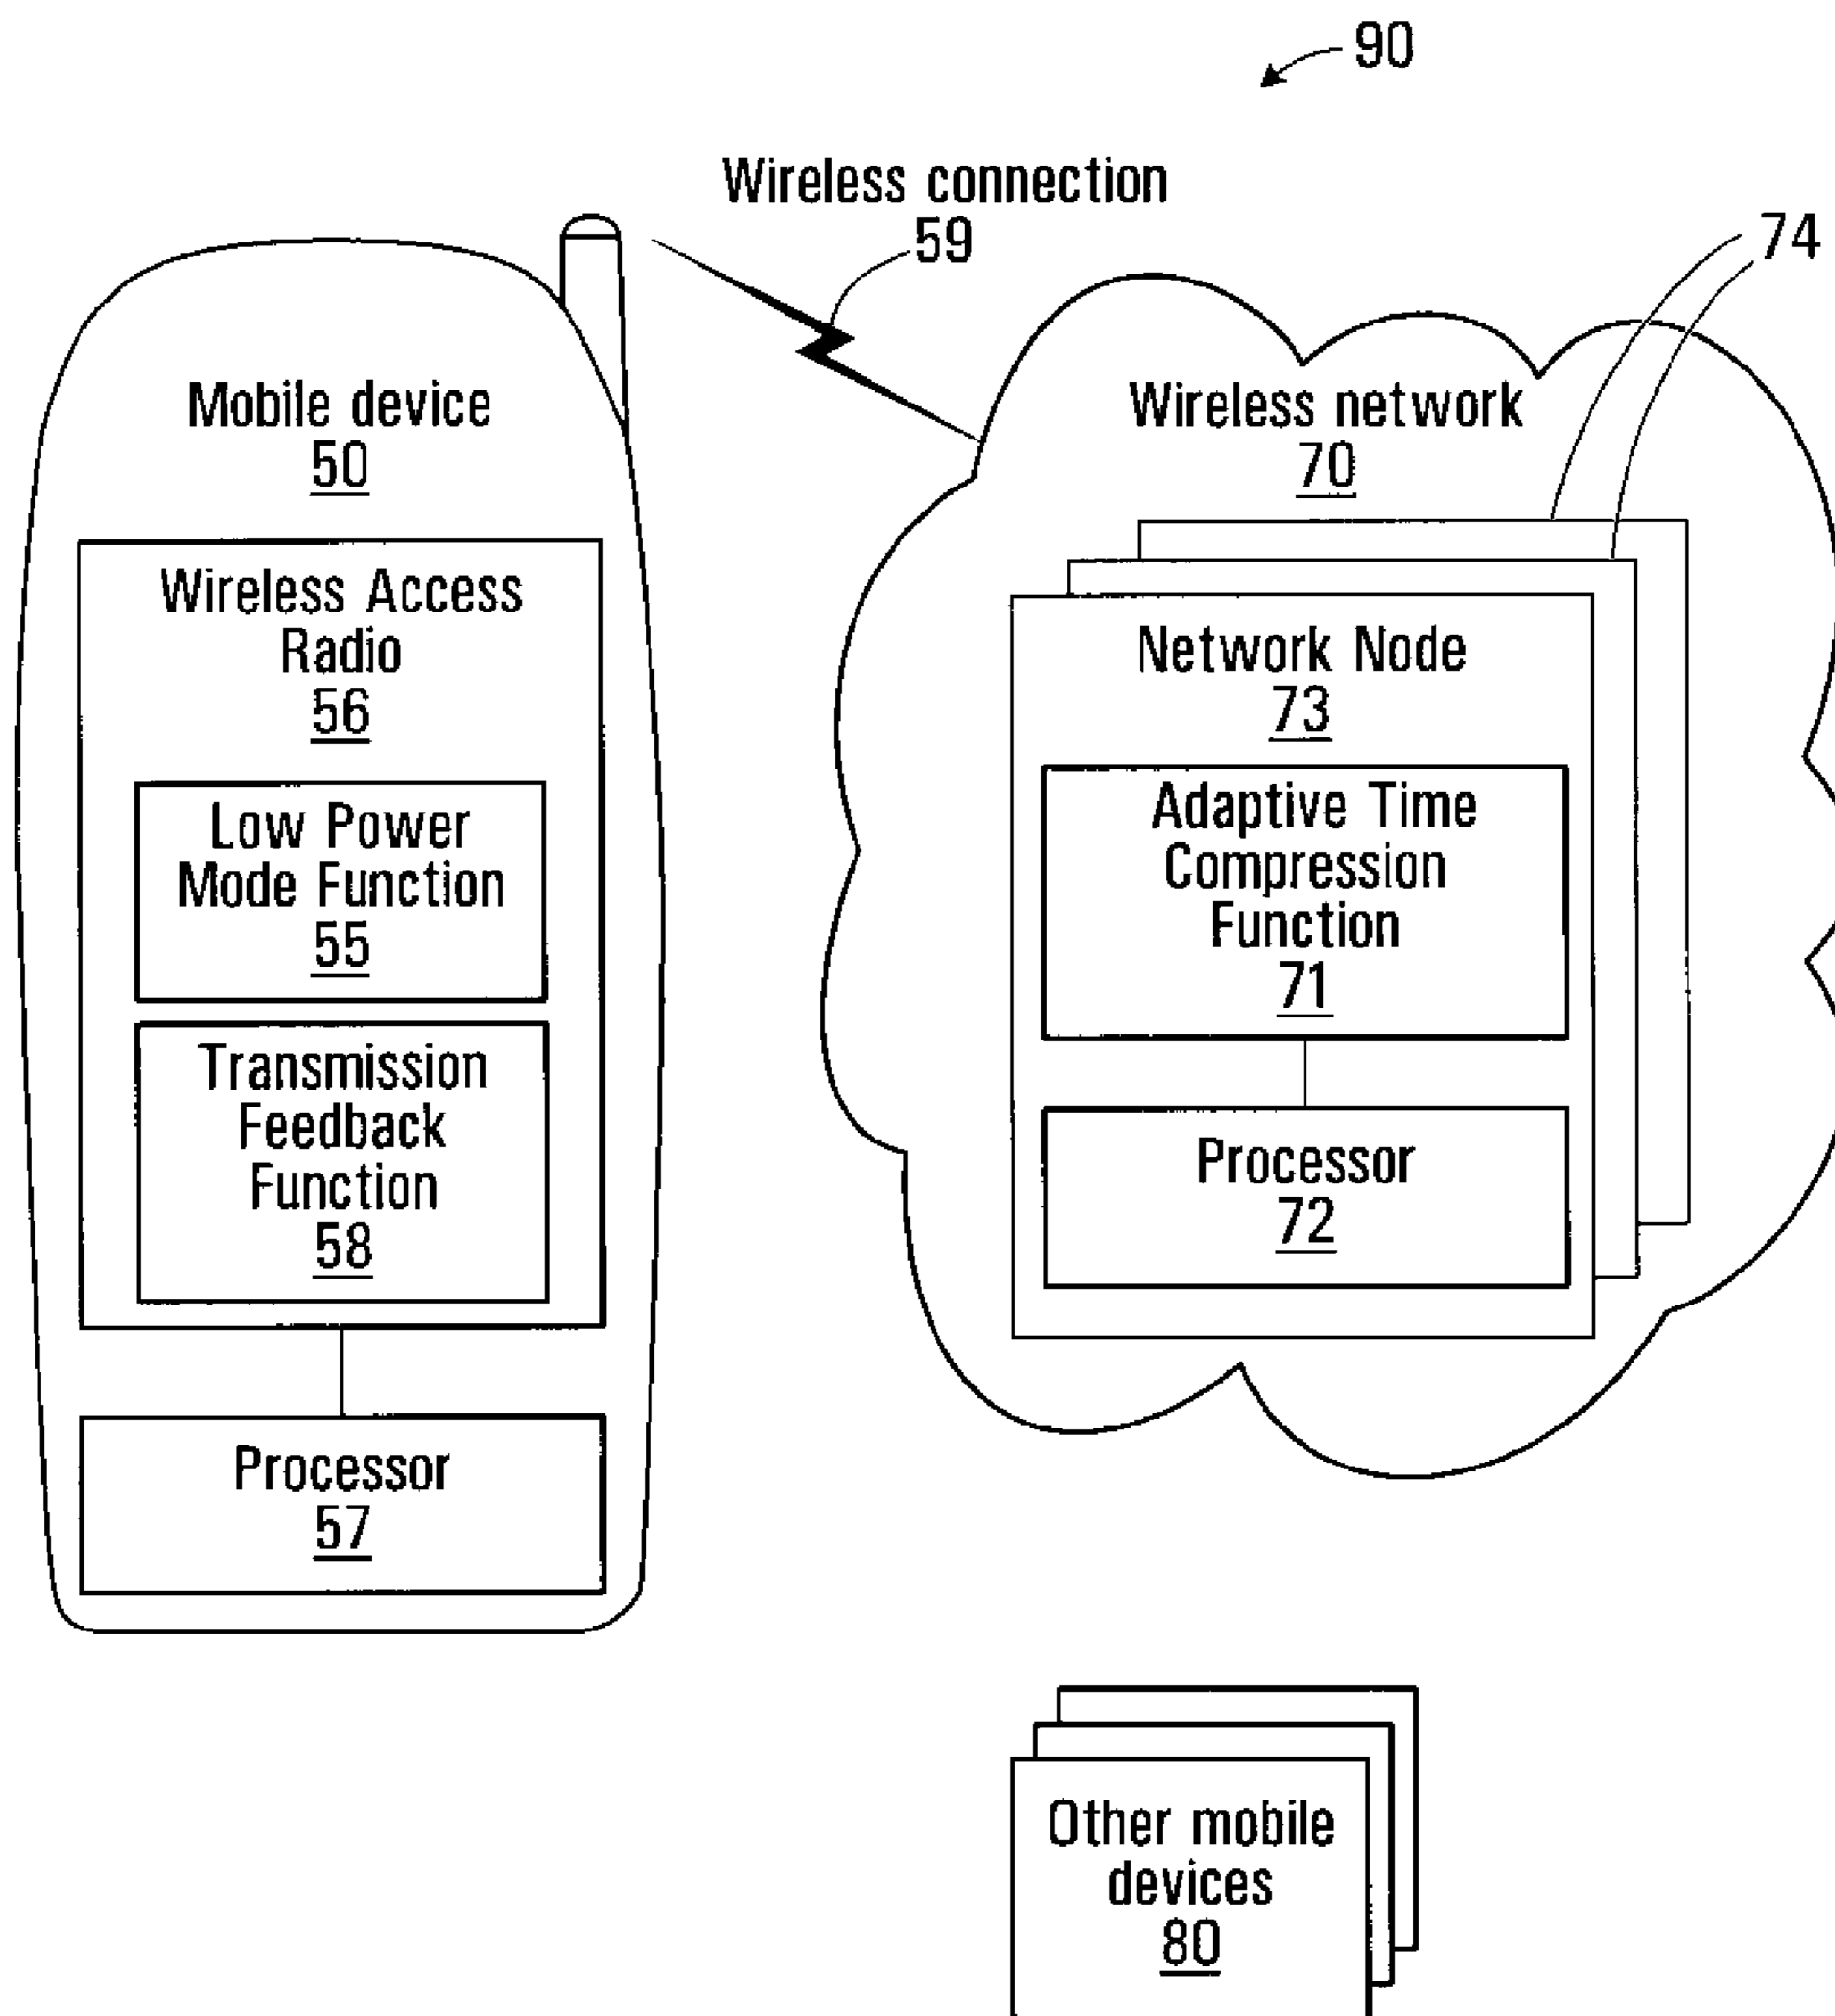 90
Wireless connection
59
74
Mobile device
50
Wireless network
70
Wireless Access
Radio
56
Low Power
Mode Function
55
Transmission
Feedback
Function
58
Processor
57
Network Node
73
Adaptive Time
Compression
Function
71
Processor
72
Other mobile
devices
80